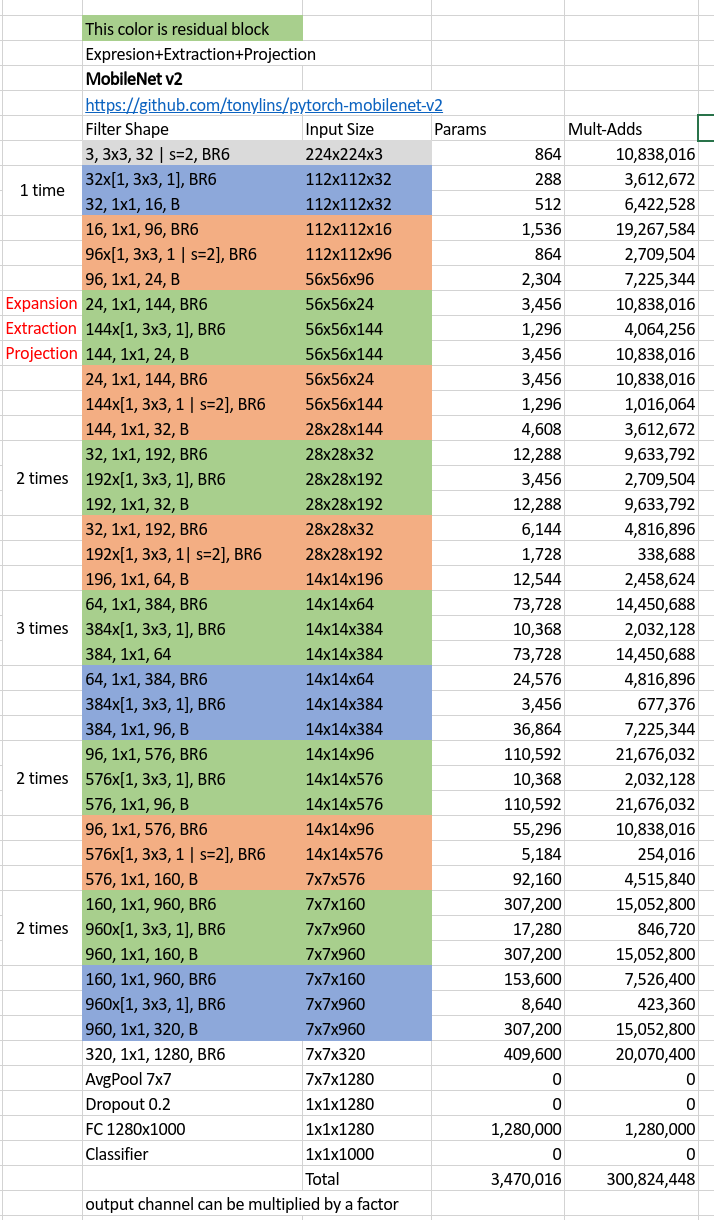 This color is residual block
Expresion+Extraction+Projection
MobileNet v2
https://github.com/tonylins/pytorch-mobilenet-v2
Filter Shape Input Size Params Mult-Adds
3, 3x3, 32 | s=2, BR6 224x224x3 864 10,838,016
1 time
32x[1, 3x3, 1], BR6 112x112x32 288 3,612,672
32, 1x1, 16, B 112x112x32 512 6,422,528
16, 1x1, 96, BR6 112x112x16 1,536 19,267,584
96x[1, 3x3, 1 | s=2], BR6 112x112x96 864 2,709,504
96, 1x1, 24, B 56x56x96 2,304 7,225,344
Expansion 24, 1x1, 144, BR6 56x56x24 3,456 10,838,016
Extraction 144x[1, 3x3, 1], BR6 56x56x144 1,296 4,064,256
Projection 144, 1x1, 24, B 56x56x144 3,456 10,838,016
24, 1x1, 144, BR6 56x56x24 3,456 10,838,016
144x[1, 3x3, 1 | s=2], BR6 56x56x144 1,296 1,016,064
144, 1x1, 32, B 28x28x144 4,608 3,612,672
32, 1x1, 192, BR6 28x28x32 12,288 9,633,792
2 times 192x[1, 3x3, 1], BR6 28x28x192 3,456 2,709,504
192, 1x1, 32, B 28x28x192 12,288 9,633,792
32, 1x1, 192, BR6 28x28x32 6,144 4,816,896
192x[1, 3x3, 1| s=2], BR6 28x28x192 1,728 338,688
196, 1x1, 64, B 14x14x196 12,544 2,458,624
64, 1x1, 384, BR6 14x14x64 73,728 14,450,688
3 times 384x[1, 3x3, 1], BR6 14x14x384 10,368 2,032,128
384, 1x1, 64 14x14x384 73,728 14,450,688
64, 1x1, 384, BR6 14x14x64 24,576 4,816,896
384x[1, 3x3, 1], BR6 14x14x384 3,456 677,376
384, 1x1, 96, B 14x14x384 36,864 7,225,344
96, 1x1, 576, BR6 14x14x96 110,592 21,676,032
2 times 576x[1, 3x3, 1], BR6 14x14x576 10,368 2,032,128
576, 1x1, 96, B 14x14x576 110,592 21,676,032
96, 1x1, 576, BR6 14x14x96 55,296 10,838,016
576x[1, 3x3, 1 | s=2], BR6 14x14x576 5,184 254,016
576, 1x1, 160, B 7x7x576 92,160 4,515,840
160, 1x1, 960, BR6 7x7x160 307,200 15,052,800
2 times 960x[1, 3x3, 1], BR6 7x7x960 17,280 846,720
960, 1x1, 160, B 7x7x960 307,200 15,052,800
160, 1x1, 960, BR6 7x7x160 153,600 7,526,400
960x[1, 3x3, 1], BR6 7x7x960 8,640 423,360
960, 1x1, 320, B 7x7x960 307,200 15,052,800
320, 1x1, 1280, BR6 7x7x320 409,600 20,070,400
AvgPool 7x7 7x7x1280 0 0
Dropout 0.2 1x1x1280 0 0
FC 1280x1000 1x1x1280 1,280,000 1,280,000
Classifier 1x1x1000 0 0
Total 3,470,016 300,824,448
output channel can be multiplied by a factor